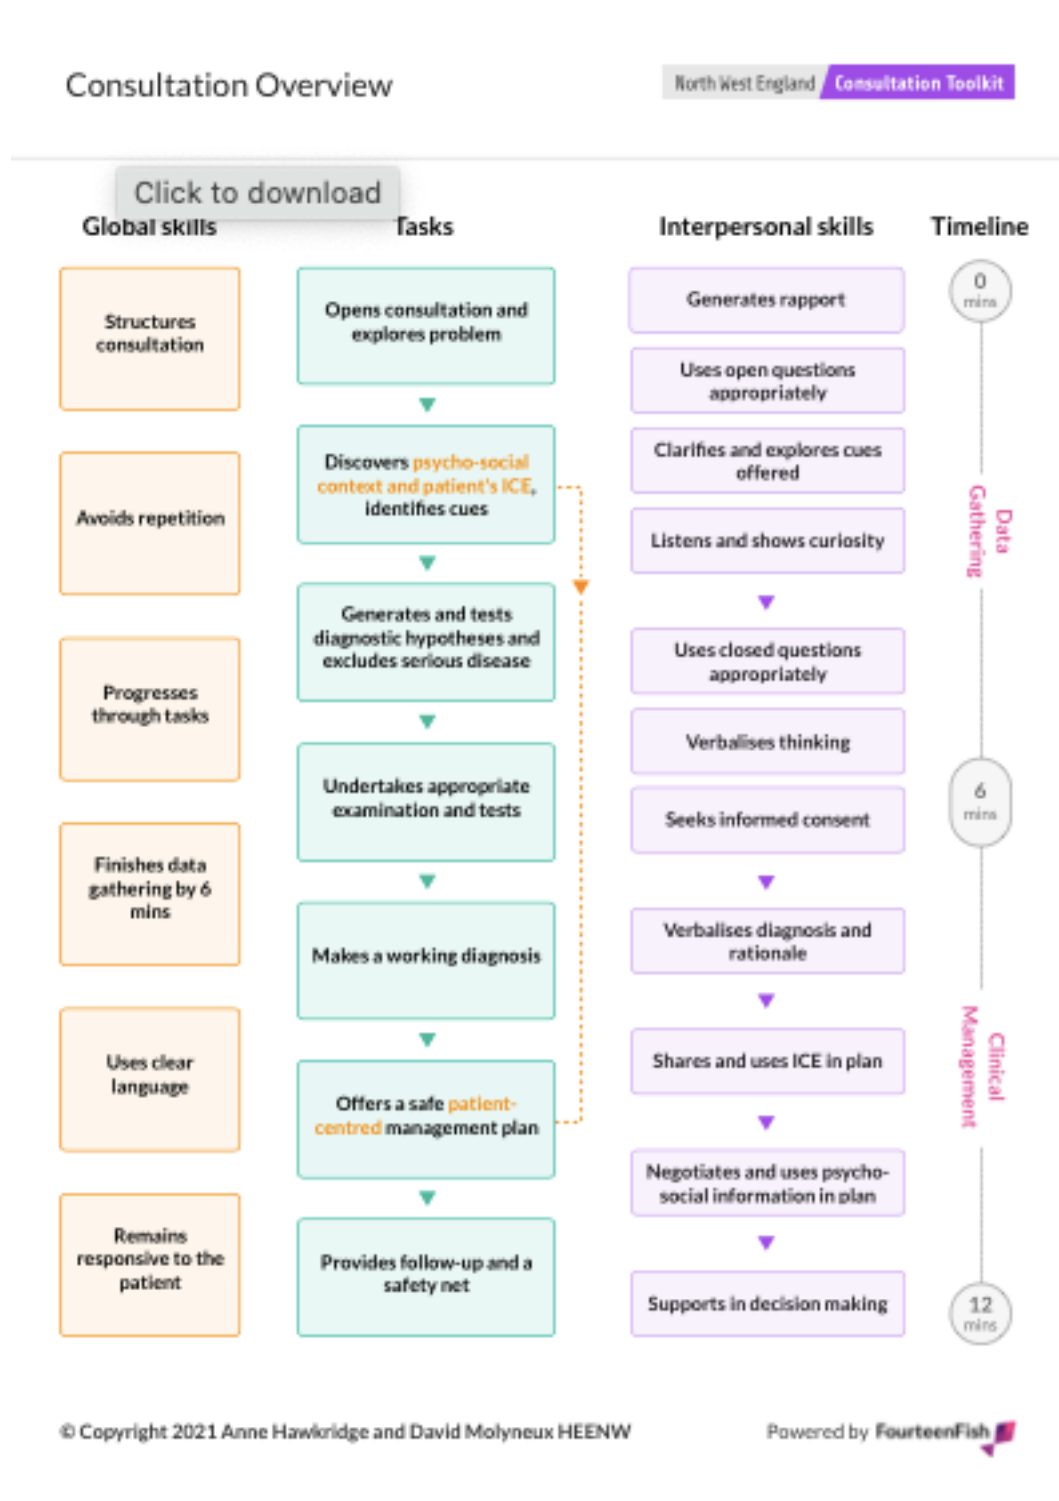 Consultation Overview
North West England
Consultation Toolkit
Click to download
Global skills
Tasks
Interpersonal skills
Timeline
Structures
consultation
Avoids repetition
Progresses
through tasks
Finishes data
gathering by 6
mins
Uses clear
language
Remains
responsive to the
patient
Opens consultation and
explores problem
Discovers psycho-social
context and patient's ICE,
identifies cues
Generates and tests
diagnostic hypotheses and
excludes serious disease
Undertakes appropriate
examination and tests
Makes a working diagnosis
Offers a safe patient-
centred management plan
Provides follow-up and a
safety net
Generates rapport
Uses open questions
appropriately
Clarifies and explores cues
offered
Listens and shows curiosity
Uses closed questions
appropriately
Verbalises thinking
Seeks informed consent
Verbalises diagnosis and
rationale
Shares and uses ICE in plan
Negotiates and uses psycho-
social information in plan
Supports in decision making
0
mins
Data
Gathering
6
mins
Clinical
Management
12
mins
© Copyright 2021 Anne Hawkridge and David Molyneux HEENW
Powered by FourteenFish